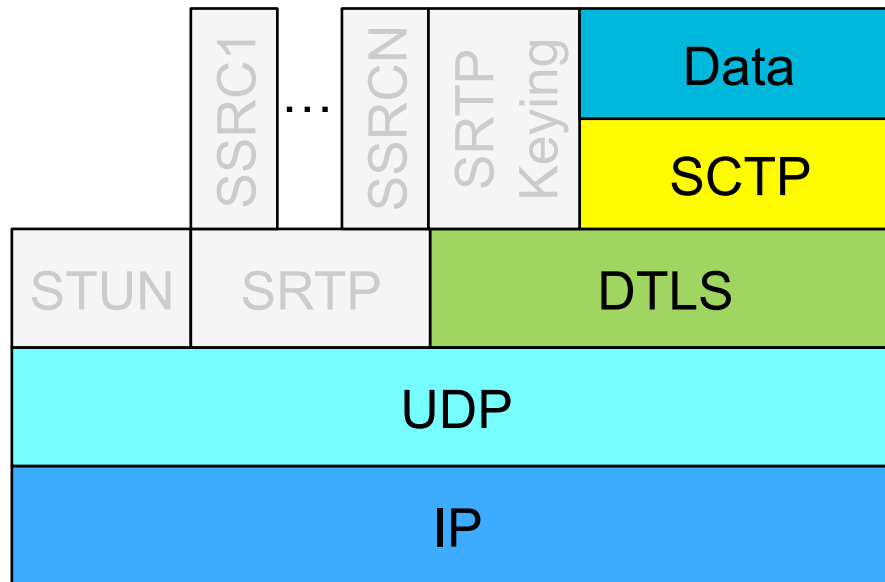 SSRC1
...
SSRCN
SRTP
Keying
Data
SCTP
STUN
SRTP
DTLS
UDP
IP